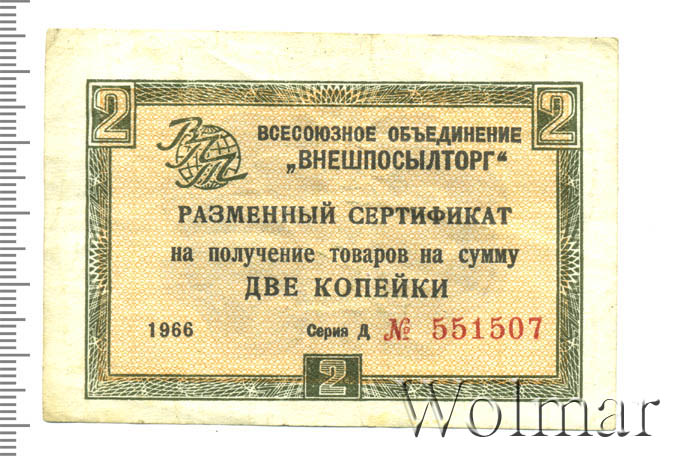 2 2
ВПТ
ВСЕСОЮЗНОЕ ОБЪЕДИНЕНИЕ
„ВНЕШПОСЫЛТОРГ“
РАЗМЕННЫЙ СЕРТИФИКАТ
на получение товаров на сумму
ДВЕ КОПЕЙКИ
1966 Серия Д № 551507
2
Wolmar